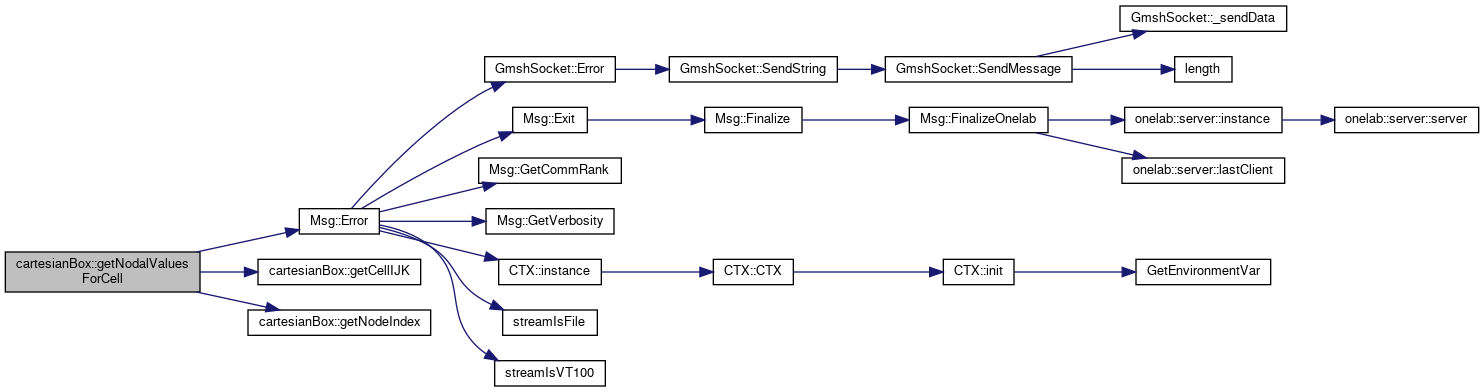 GmshSocket::_sendData
GmshSocket::Error
GmshSocket::SendString
GmshSocket::SendMessage
length
Msg::Exit
Msg::Finalize
Msg::FinalizeOnelab
onelab::server::instance
onelab::server::server
Msg::GetCommRank
onelab::server::lastClient
Msg::Error
Msg::GetVerbosity
cartesianBox::getNodalValues
ForCell
cartesianBox::getCellIJK
CTX::instance
CTX::CTX
CTX::init
GetEnvironmentVar
cartesianBox::getNodeIndex
streamIsFile
streamIsVT100